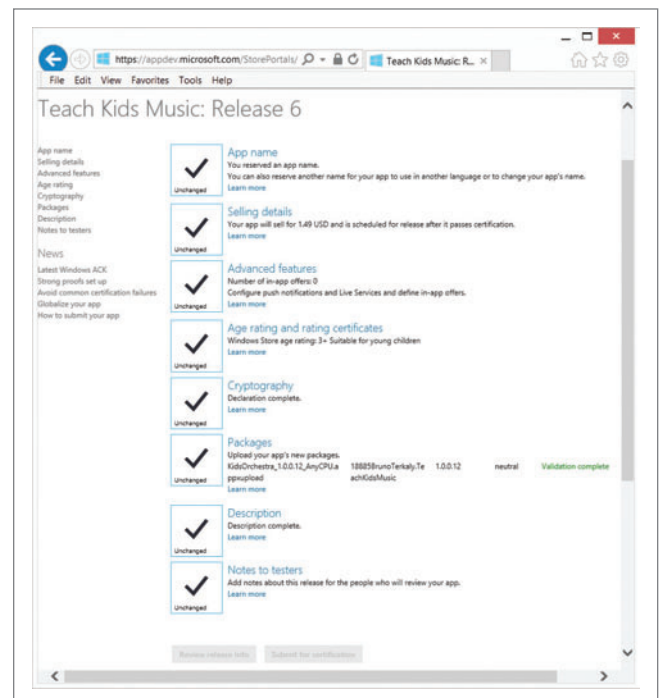 https://appdev.microsoft.com/StorePortals/
Teach Kids Music: R...
File Edit View Favorites Tools Help
Teach Kids Music: Release 6
App name
Selling details
Advanced features
Age rating
Cryptography
Packages
Description
Notes to testers
News
Latest Windows ACK
Strong proofs set up
Avoid common certification failures
Globalize your app
How to submit your app
Unchanged
App name
You reserved an app name.
You can also reserve another name for your app to use in another language or to change your app's name.
Learn more
Unchanged
Selling details
Your app will sell for 1.49 USD and is scheduled for release after it passes certification.
Learn more
Unchanged
Advanced features
Number of in-app offers: 0
Configure push notifications and Live Services and define in-app offers.
Learn more
Unchanged
Age rating and rating certificates
Windows Store age rating: 3+ Suitable for young children
Learn more
Unchanged
Cryptography
Declaration complete.
Learn more
Unchanged
Packages
Upload your app's new packages.
KidsOrchestra_1.0.0.12_AnyCPU.a 18885BrunoTerkaly.Te 1.0.0.12 neutral Validation complete
ppxupload achKidsMusic
Learn more
Unchanged
Description
Description complete.
Learn more
Unchanged
Notes to testers
Add notes about this release for the people who will review your app.
Learn more
Review release info Submit for certification